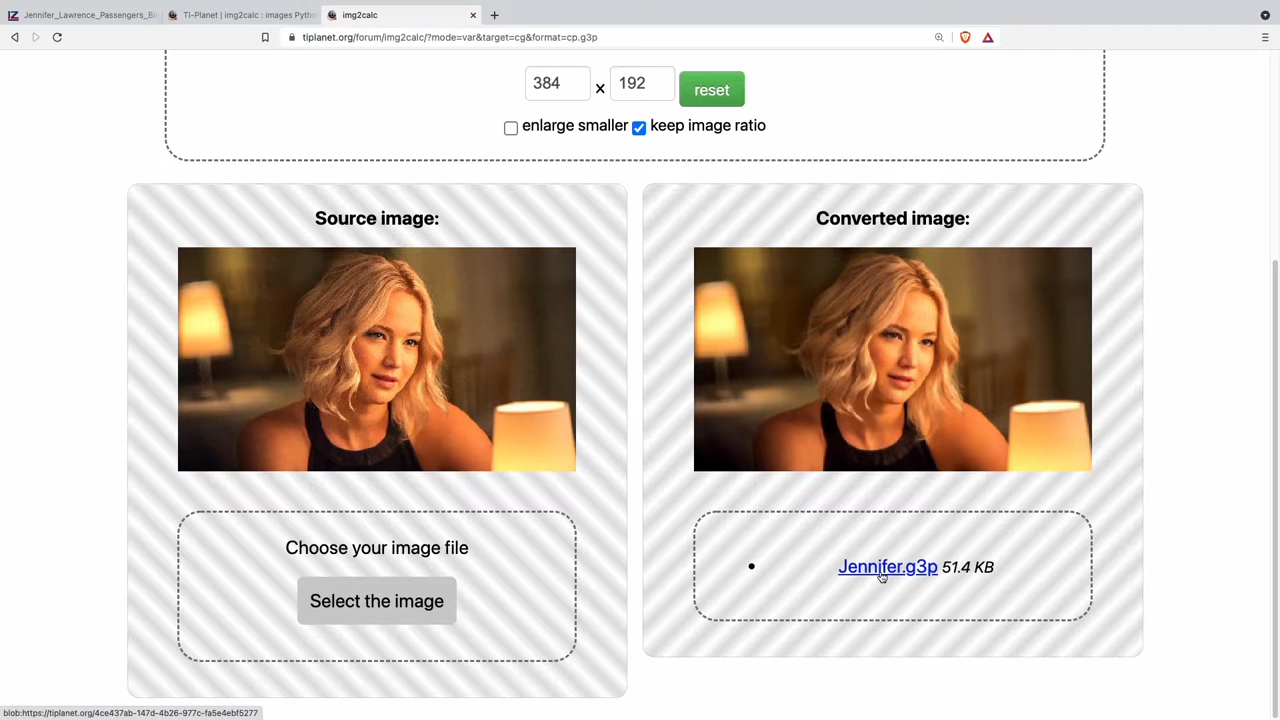 Jennifer_Lawrence_Passengers_Bi
TI-Planet | img2calc : images Pytho
img2calc
tiplanet.org/forum/img2calc/?mode=var&target=cg&format=cp.g3p
384 × 192 reset
enlarge smaller keep image ratio
Source image:
Converted image:
Choose your image file
Select the image
Jennifer.g3p 51.4 KB
blob:https://tiplanet.org/4ce437ab-147d-4b26-977c-fa5e4ebf5277